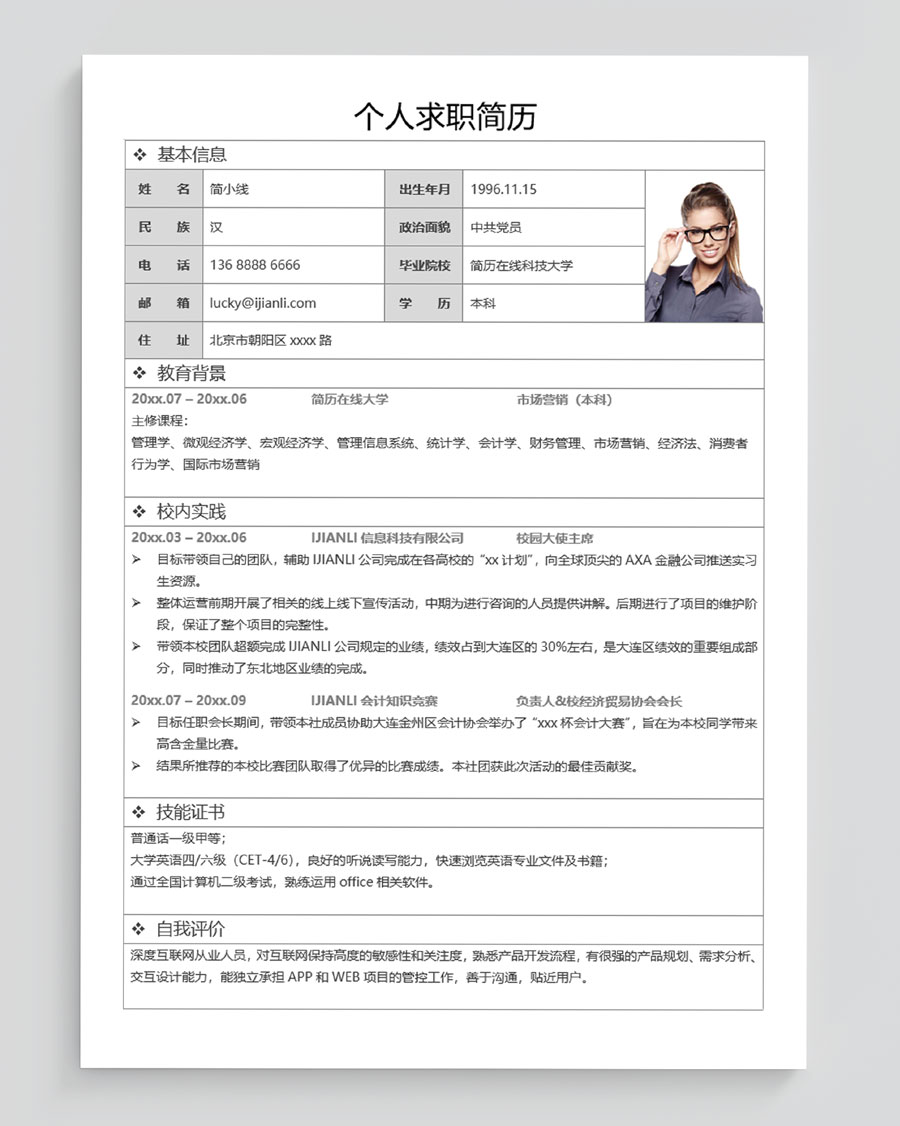 个人求职简历
❖ 基本信息
姓 名 简小线 出生年月 1996.11.15
民 族 汉 政治面貌 中共党员
电 话 136 8888 6666 毕业院校 简历在线科技大学
邮 箱 lucky@ijianli.com 学 历 本科
住 址 北京市朝阳区 xxxx 路
❖ 教育背景
20xx.07 – 20xx.06 简历在线大学 市场营销（本科）
主修课程：
管理学、微观经济学、宏观经济学、管理信息系统、统计学、会计学、财务管理、市场营销、经济法、消费者
行为学、国际市场营销
❖ 校内实践
20xx.03 – 20xx.06 IJIANLI 信息科技有限公司 校园大使主席
➢ 目标带领自己的团队，辅助 IJIANLI 公司完成在各高校的“xx 计划”，向全球顶尖的 AXA 金融公司推送实习
生资源。
➢ 整体运营前期开展了相关的线上线下宣传活动，中期为进行咨询的人员提供讲解。后期进行了项目的维护阶
段，保证了整个项目的完整性。
➢ 带领本校团队超额完成 IJIANLI 公司规定的业绩，绩效占到大连区的 30%左右，是大连区绩效的重要组成部
分，同时推动了东北地区业绩的完成。
20xx.07 – 20xx.09 IJIANLI 会计知识竞赛 负责人&校经济贸易协会会长
➢ 目标任职会长期间，带领本社成员协助大连金州区会计协会举办了“xxx 杯会计大赛”，旨在为本校同学带来
高含金量比赛。
➢ 结果所推荐的本校比赛团队取得了优异的比赛成绩。本社团获此次活动的最佳贡献奖。
❖ 技能证书
普通话一级甲等；
大学英语四/六级（CET-4/6），良好的听说读写能力，快速浏览英语专业文件及书籍；
通过全国计算机二级考试，熟练运用 office 相关软件。
❖ 自我评价
深度互联网从业人员，对互联网保持高度的敏感性和关注度，熟悉产品开发流程，有很强的产品规划、需求分析、
交互设计能力，能独立承担 APP 和 WEB 项目的管控工作，善于沟通，贴近用户。